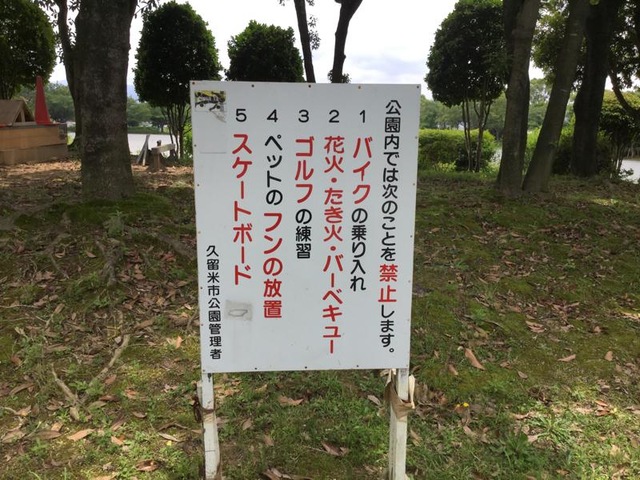 公園内では次のことを禁止します。
1 バイクの乗り入れ
2 花火・たき火・バーベキュー
3 ゴルフの練習
4 ペットのフンの放置
5 スケートボード
久留米市公園管理者